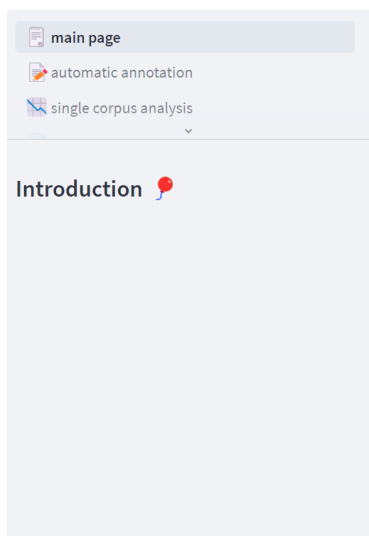 main page
automatic annotation
single corpus analysis
Introduction 🎈